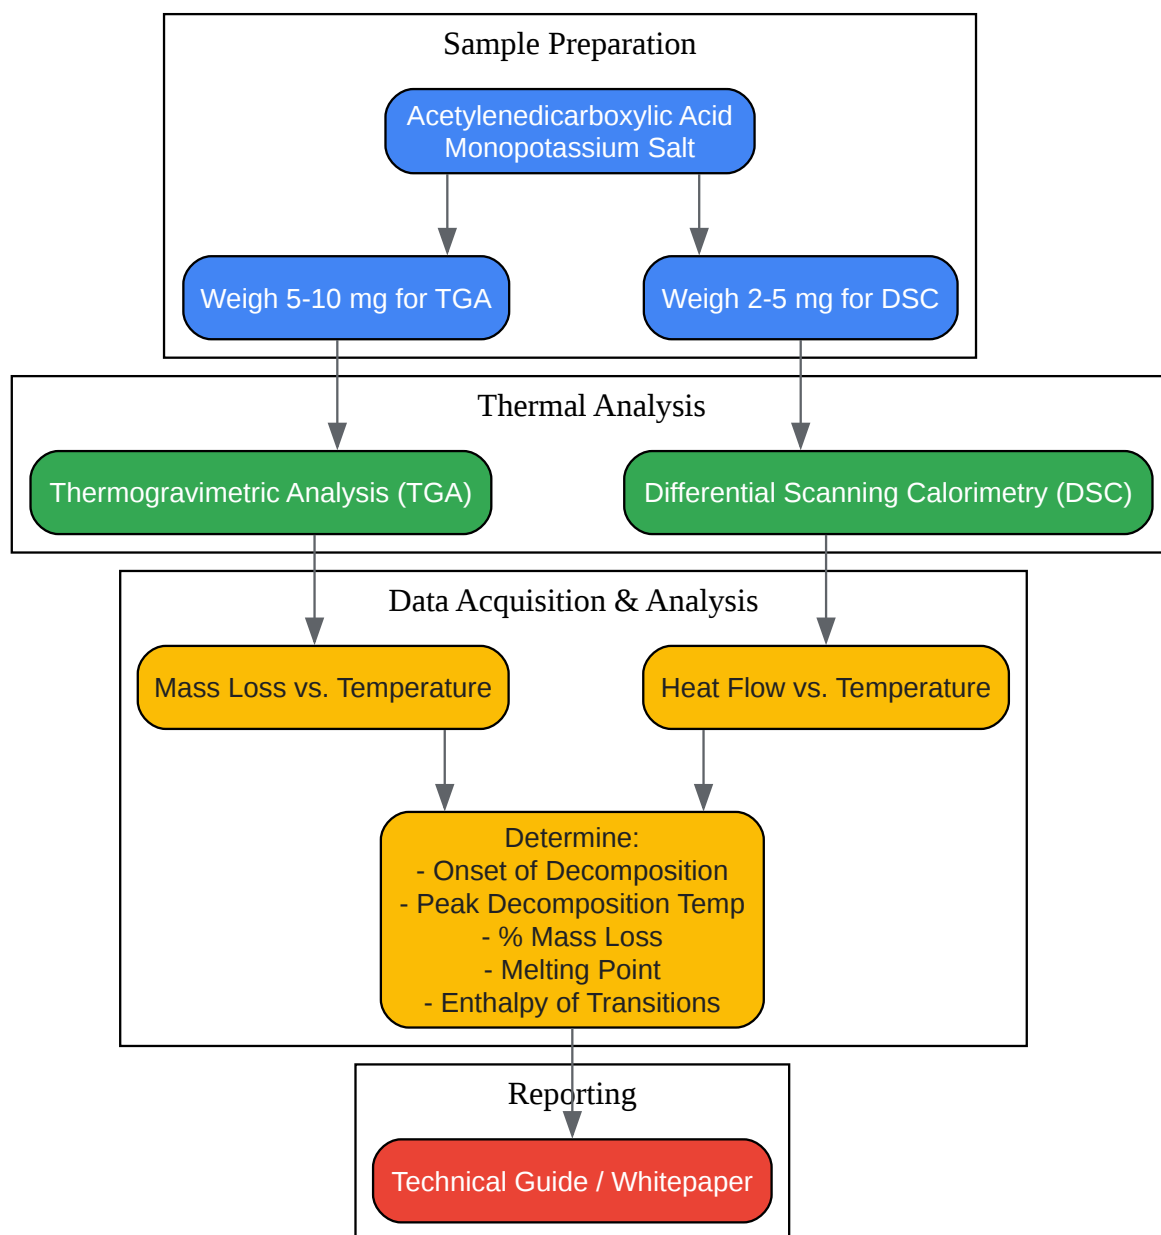 Sample Preparation
Acetylenedicarboxylic Acid
Monopotassium Salt
Weigh 5-10 mg for TGA
Weigh 2-5 mg for DSC
Thermal Analysis
Thermogravimetric Analysis (TGA)
Differential Scanning Calorimetry (DSC)
Data Acquisition & Analysis
Mass Loss vs. Temperature
Heat Flow vs. Temperature
Determine:
- Onset of Decomposition
- Peak Decomposition Temp
- % Mass Loss
- Melting Point
- Enthalpy of Transitions
Reporting
Technical Guide / Whitepaper